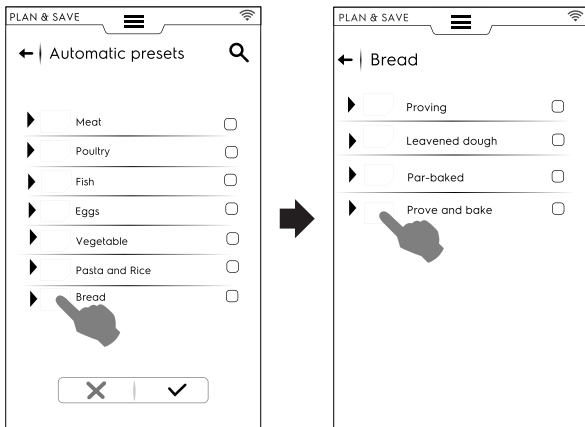 PLAN & SAVE
Automatic presets
Meat
Poultry
Fish
Eggs
Vegetable
Pasta and Rice
Bread
PLAN & SAVE
Bread
Proving
Leavened dough
Par-baked
Prove and bake